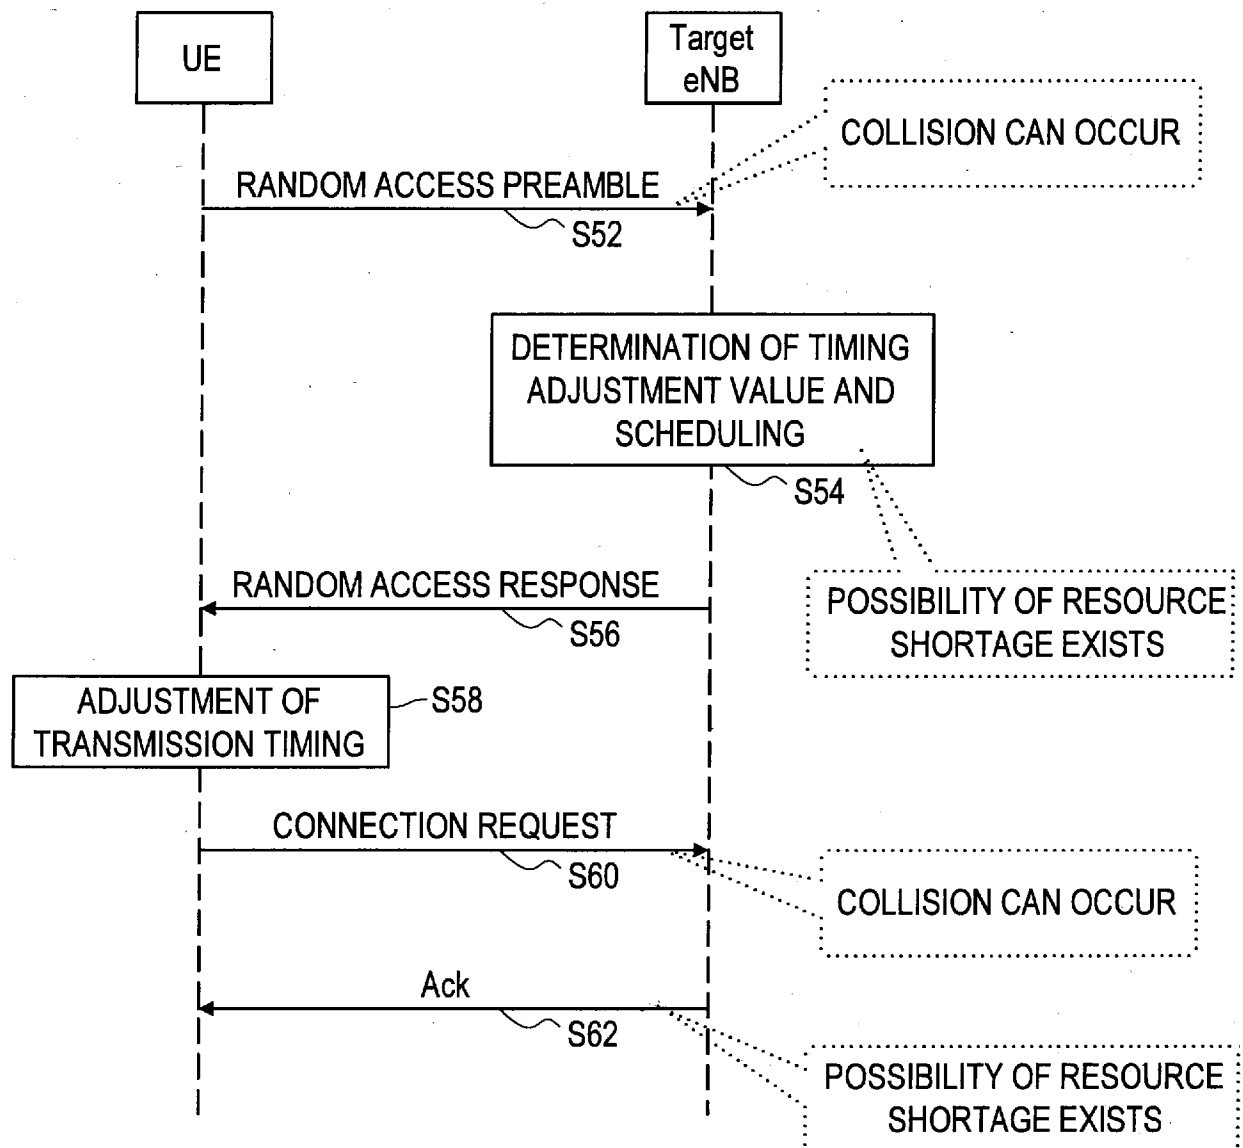 UE
Target
eNB
COLLISION CAN OCCUR
RANDOM ACCESS PREAMBLE
S52
DETERMINATION OF TIMING
ADJUSTMENT VALUE AND
SCHEDULING
S54
RANDOM ACCESS RESPONSE
S56
POSSIBILITY OF RESOURCE
SHORTAGE EXISTS
ADJUSTMENT OF
TRANSMISSION TIMING
S58
CONNECTION REQUEST
S60
COLLISION CAN OCCUR
Ack
S62
POSSIBILITY OF RESOURCE
SHORTAGE EXISTS